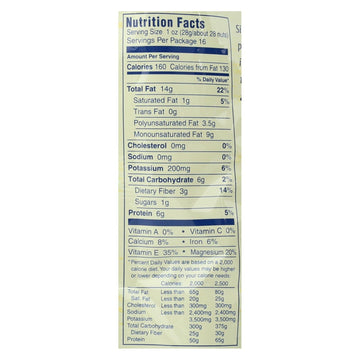 Nutrition Facts
Serving Size 1 oz (28g/about 28 nuts)
Servings Per Package 16
Amount Per Serving
Calories 160 Calories from Fat 130
% Daily Value*
Total Fat 14g 22%
Saturated Fat 1g 5%
Trans Fat 0g
Polyunsaturated Fat 3.5g
Monounsaturated Fat 9g
Cholesterol 0mg 0%
Sodium 0mg 0%
Potassium 200mg 6%
Total Carbohydrate 6g 2%
Dietary Fiber 3g 14%
Sugars 1g
Protein 6g 5%
Vitamin A 0% • Vitamin C 0%
Calcium 8% • Iron 6%
Vitamin E 35% • Magnesium 20%
*Percent Daily Values are based on a 2,000
calorie diet. Your daily values may be higher
or lower depending on your calorie needs:
Calories 2,000 2,500
Total Fat Less than 65g 80g
Sat. Fat Less than 20g 25g
Cholesterol Less than 300mg 300mg
Sodium Less than 2,400mg 2,400mg
Potassium 3,500mg 3,500mg
Total Carbohydrate 300g 375g
Dietary Fiber 25g 30g
Protein 50g 65g